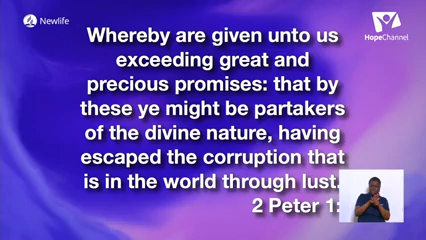 Newlife
HopeChannel
Whereby are given unto us
exceeding great and
precious promises: that by
these ye might be partakers
of the divine nature, having
escaped the corruption that
is in the world through lust.
2 Peter 1: